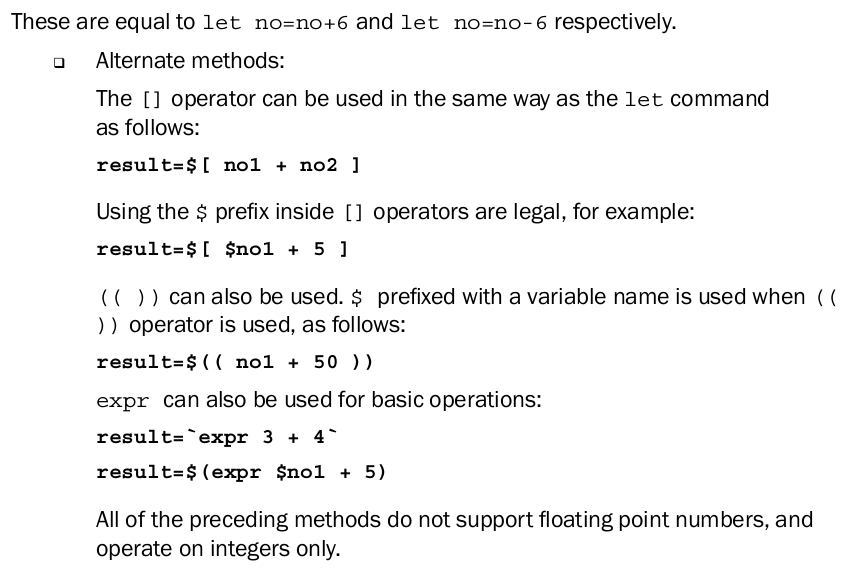 These are equal to let no=no+6 and let no=no-6 respectively.
❑ Alternate methods:
The [] operator can be used in the same way as the let command
as follows:
result=$[ no1 + no2 ]
Using the $ prefix inside [] operators are legal, for example:
result=$[ $no1 + 5 ]
(( )) can also be used. $ prefixed with a variable name is used when ((
)) operator is used, as follows:
result=$(( no1 + 50 ))
expr can also be used for basic operations:
result=`expr 3 + 4`
result=$(expr $no1 + 5)
All of the preceding methods do not support floating point numbers, and
operate on integers only.